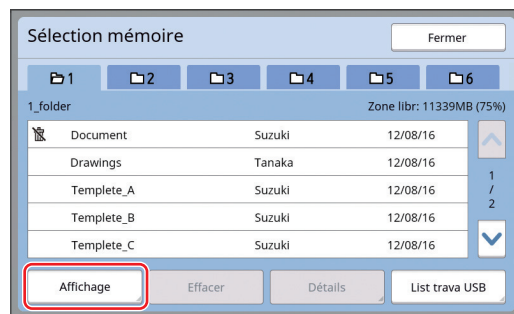 Sélection mémoire Fermer
1 2 3 4 5 6
1_folder Zone libr: 11339MB (75%)
Document Suzuki 12/08/16
Drawings Tanaka 12/08/16
Templete_A Suzuki 12/08/16
Templete_B Suzuki 12/08/16
Templete_C Suzuki 12/08/16
1
/
2
Affichage Effacer Détails List trava USB